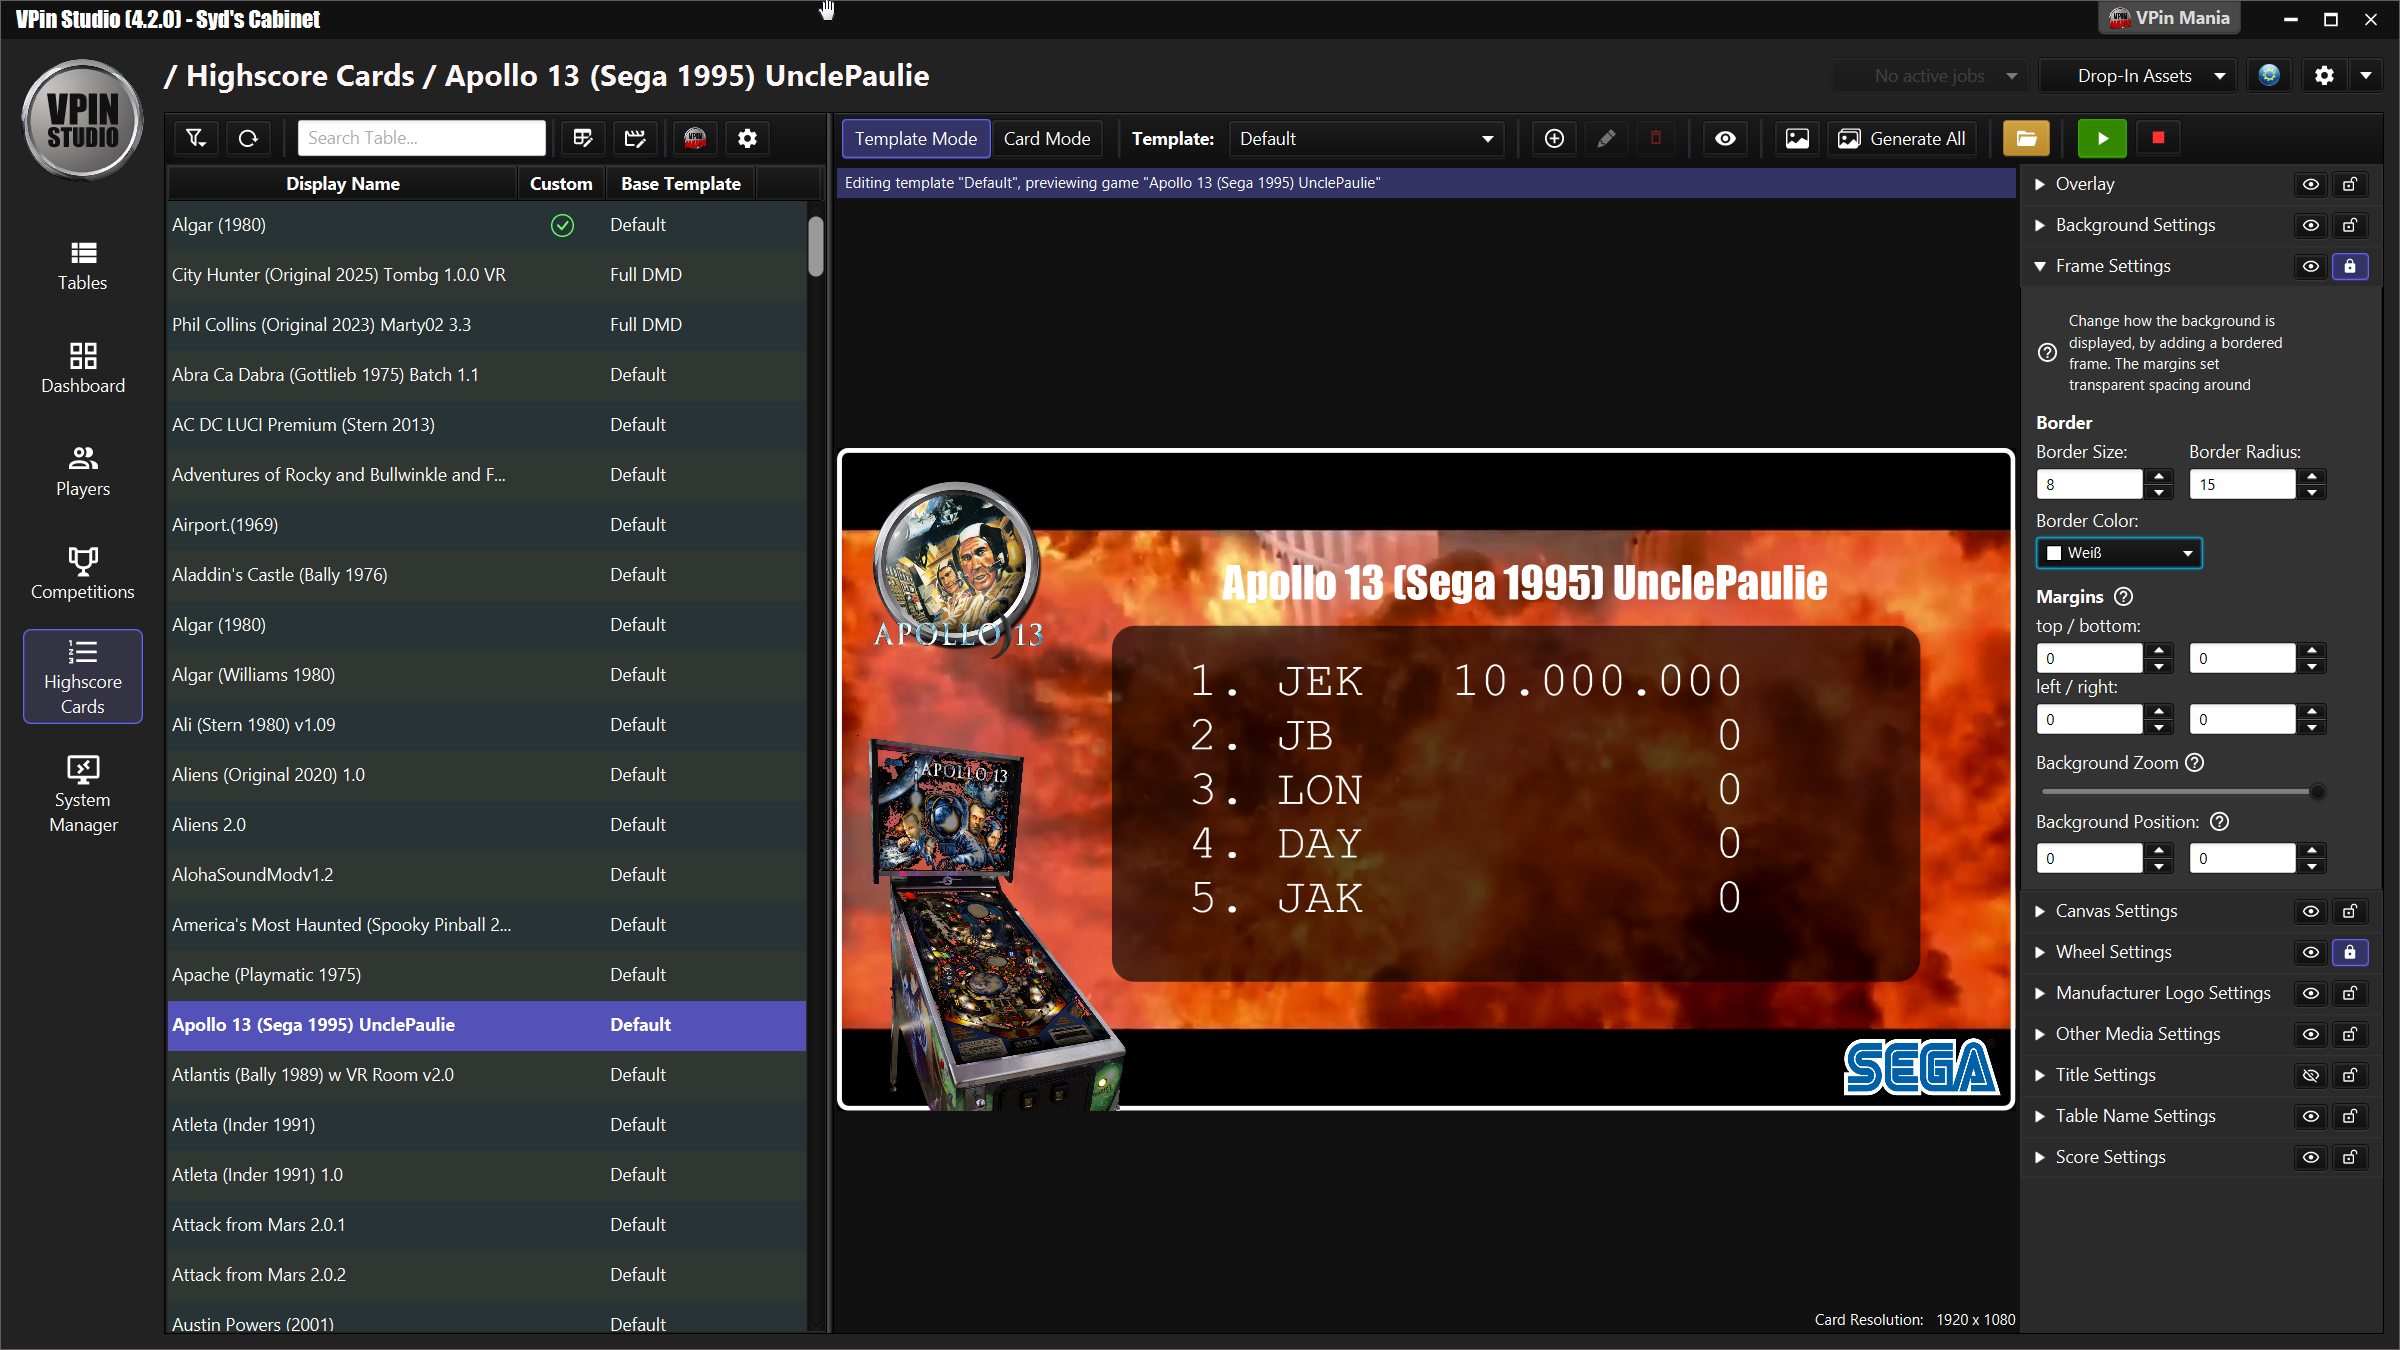 VPin Studio (4.2.0) - Syd's Cabinet
VPin Mania
VPIN STUDIO
/ Highscore Cards / Apollo 13 (Sega 1995) UnclePaulie
No active jobs
Drop-In Assets
Search Table...
Template Mode
Card Mode
Template:
Default
Generate All
Tables
Dashboard
Players
Competitions
Highscore
Cards
System
Manager
Display Name
Custom
Base Template
Algar (1980)
Default
City Hunter (Original 2025) Tombg 1.0.0 VR
Full DMD
Phil Collins (Original 2023) Marty02 3.3
Full DMD
Abra Ca Dabra (Gottlieb 1975) Batch 1.1
Default
AC DC LUCI Premium (Stern 2013)
Default
Adventures of Rocky and Bullwinkle and F...
Default
Airport.(1969)
Default
Aladdin's Castle (Bally 1976)
Default
Algar (1980)
Default
Algar (Williams 1980)
Default
Ali (Stern 1980) v1.09
Default
Aliens (Original 2020) 1.0
Default
Aliens 2.0
Default
AlohaSoundModv1.2
Default
America's Most Haunted (Spooky Pinball 2...
Default
Apache (Playmatic 1975)
Default
Apollo 13 (Sega 1995) UnclePaulie
Default
Atlantis (Bally 1989) w VR Room v2.0
Default
Atleta (Inder 1991)
Default
Atleta (Inder 1991) 1.0
Default
Attack from Mars 2.0.1
Default
Attack from Mars 2.0.2
Default
Austin Powers (2001)
Default
Editing template "Default", previewing game "Apollo 13 (Sega 1995) UnclePaulie"
APOLLO 13
Apollo 13 (Sega 1995) UnclePaulie
1. JEK 10.000.000
2. JB 0
3. LON 0
4. DAY 0
5. JAK 0
APOLLO 13
SEGA
Card Resolution: 1920 x 1080
Overlay
Background Settings
Frame Settings
Change how the background is
displayed, by adding a bordered
frame. The margins set
transparent spacing around
Border
Border Size:
Border Radius:
8
15
Border Color:
Weiß
Margins
top / bottom:
0
0
left / right:
0
0
Background Zoom
Background Position:
0
0
Canvas Settings
Wheel Settings
Manufacturer Logo Settings
Other Media Settings
Title Settings
Table Name Settings
Score Settings